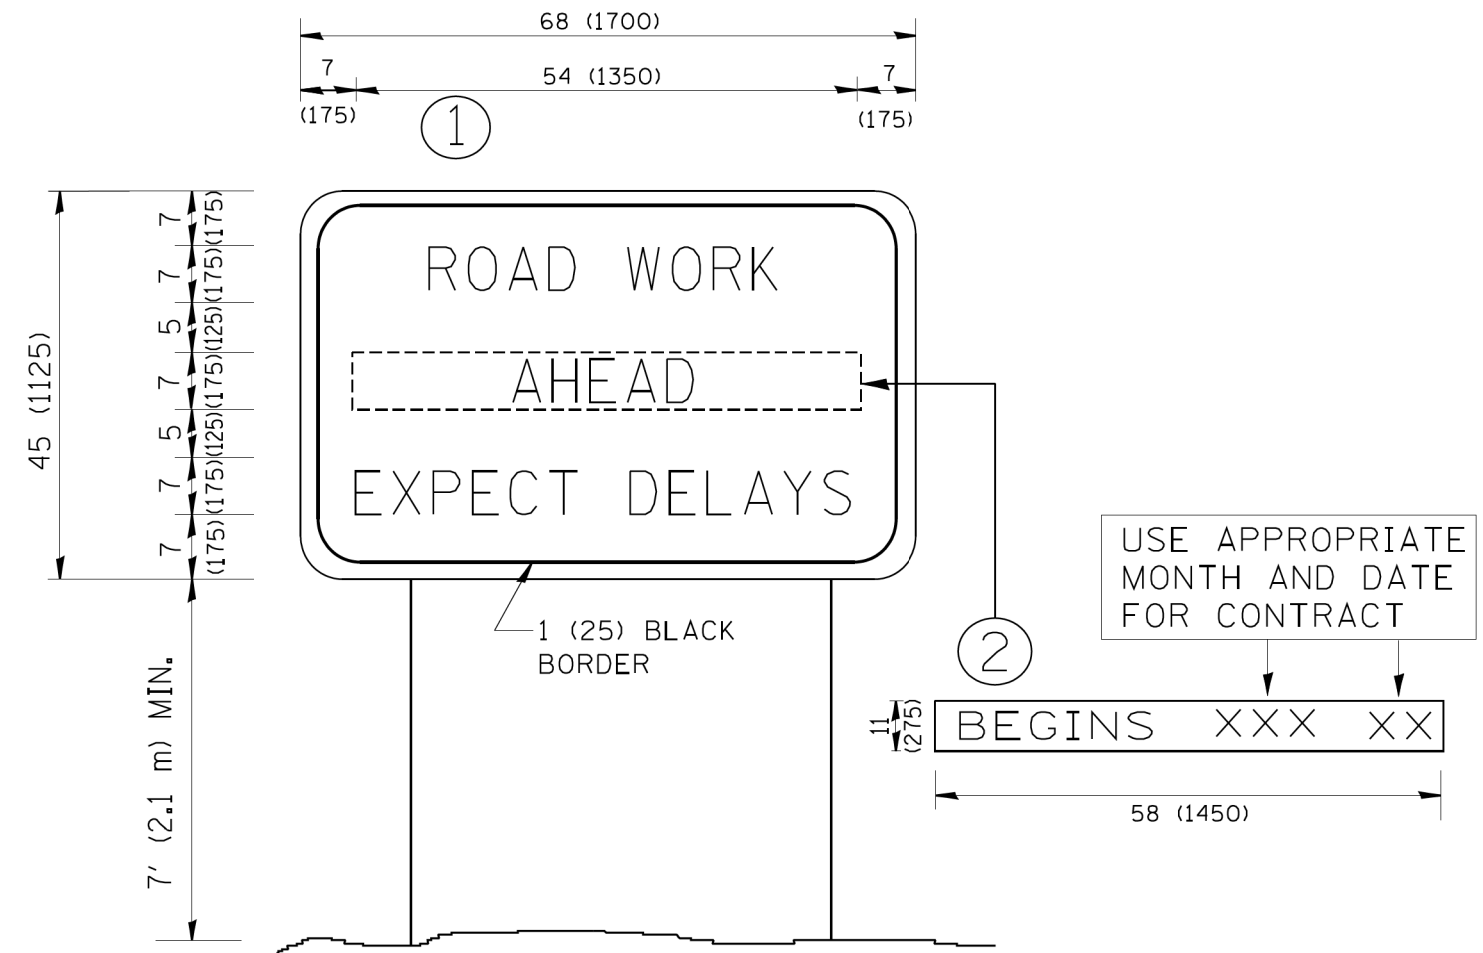 68 (1700)
7
54 (1350)
7
(175)
(175)
1
45 (1125)
7 (175)
7 (175)
5 (125)
7 (175)
5 (125)
7 (175)
7 (175)
ROAD WORK
AHEAD
EXPECT DELAYS
1 (25) BLACK
BORDER
7' (2.1 m) MIN.
USE APPROPRIATE
MONTH AND DATE
FOR CONTRACT
2
11
(275)
BEGINS XXX XX
58 (1450)